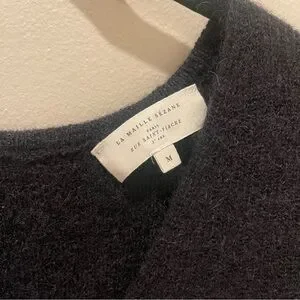 LA MAILLE SÉZANE
PARIS
RUE SAINT-FIACRE
M